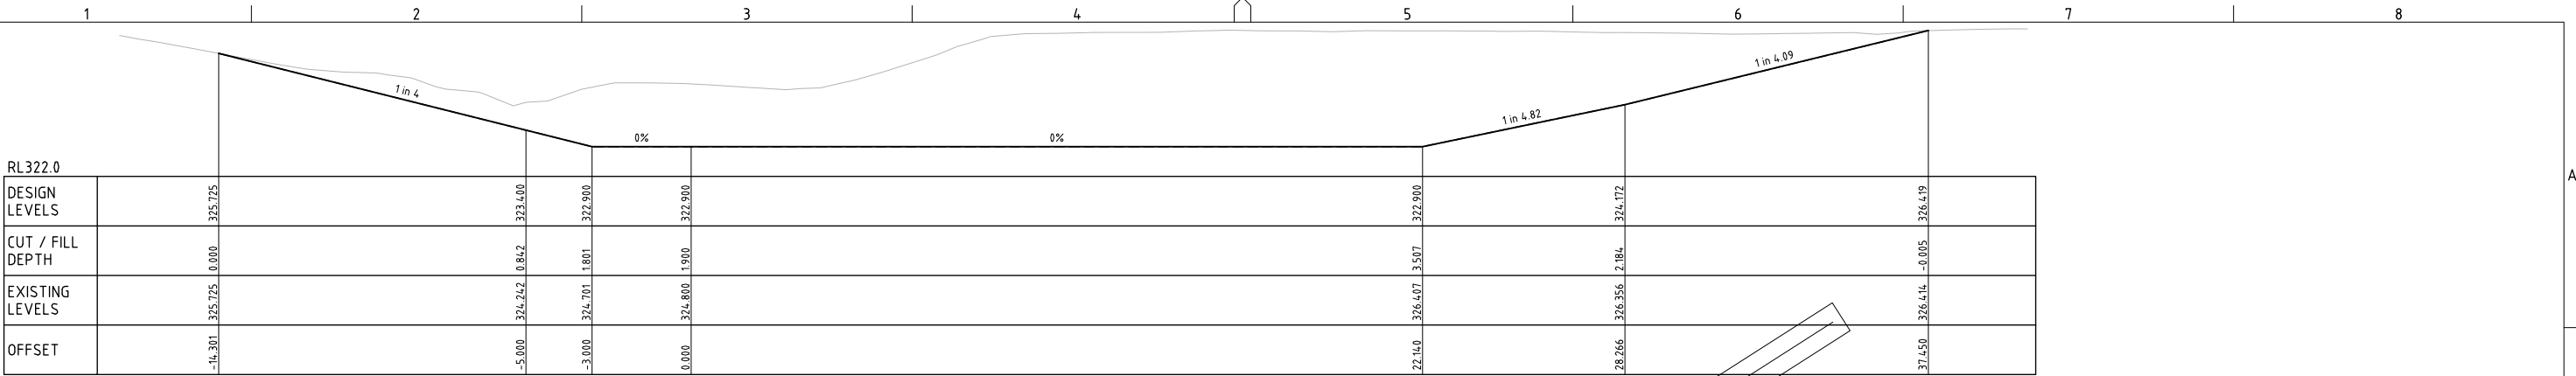 1 2 3 4 5 6 7 8
1 in 4
0%
0%
1 in 4.82
1 in 4.09
RL322.0
A
DESIGN
LEVELS
325.725 323.400 322.900 322.900 322.900 324.172 326.419
CUT / FILL
DEPTH
0.000 0.842 1.801 1.900 3.507 2.184 -0.005
EXISTING
LEVELS
325.725 324.242 324.701 324.800 326.407 326.356 326.414
OFFSET
-14.301 -5.000 -3.000 0.000 22.140 28.266 37.450